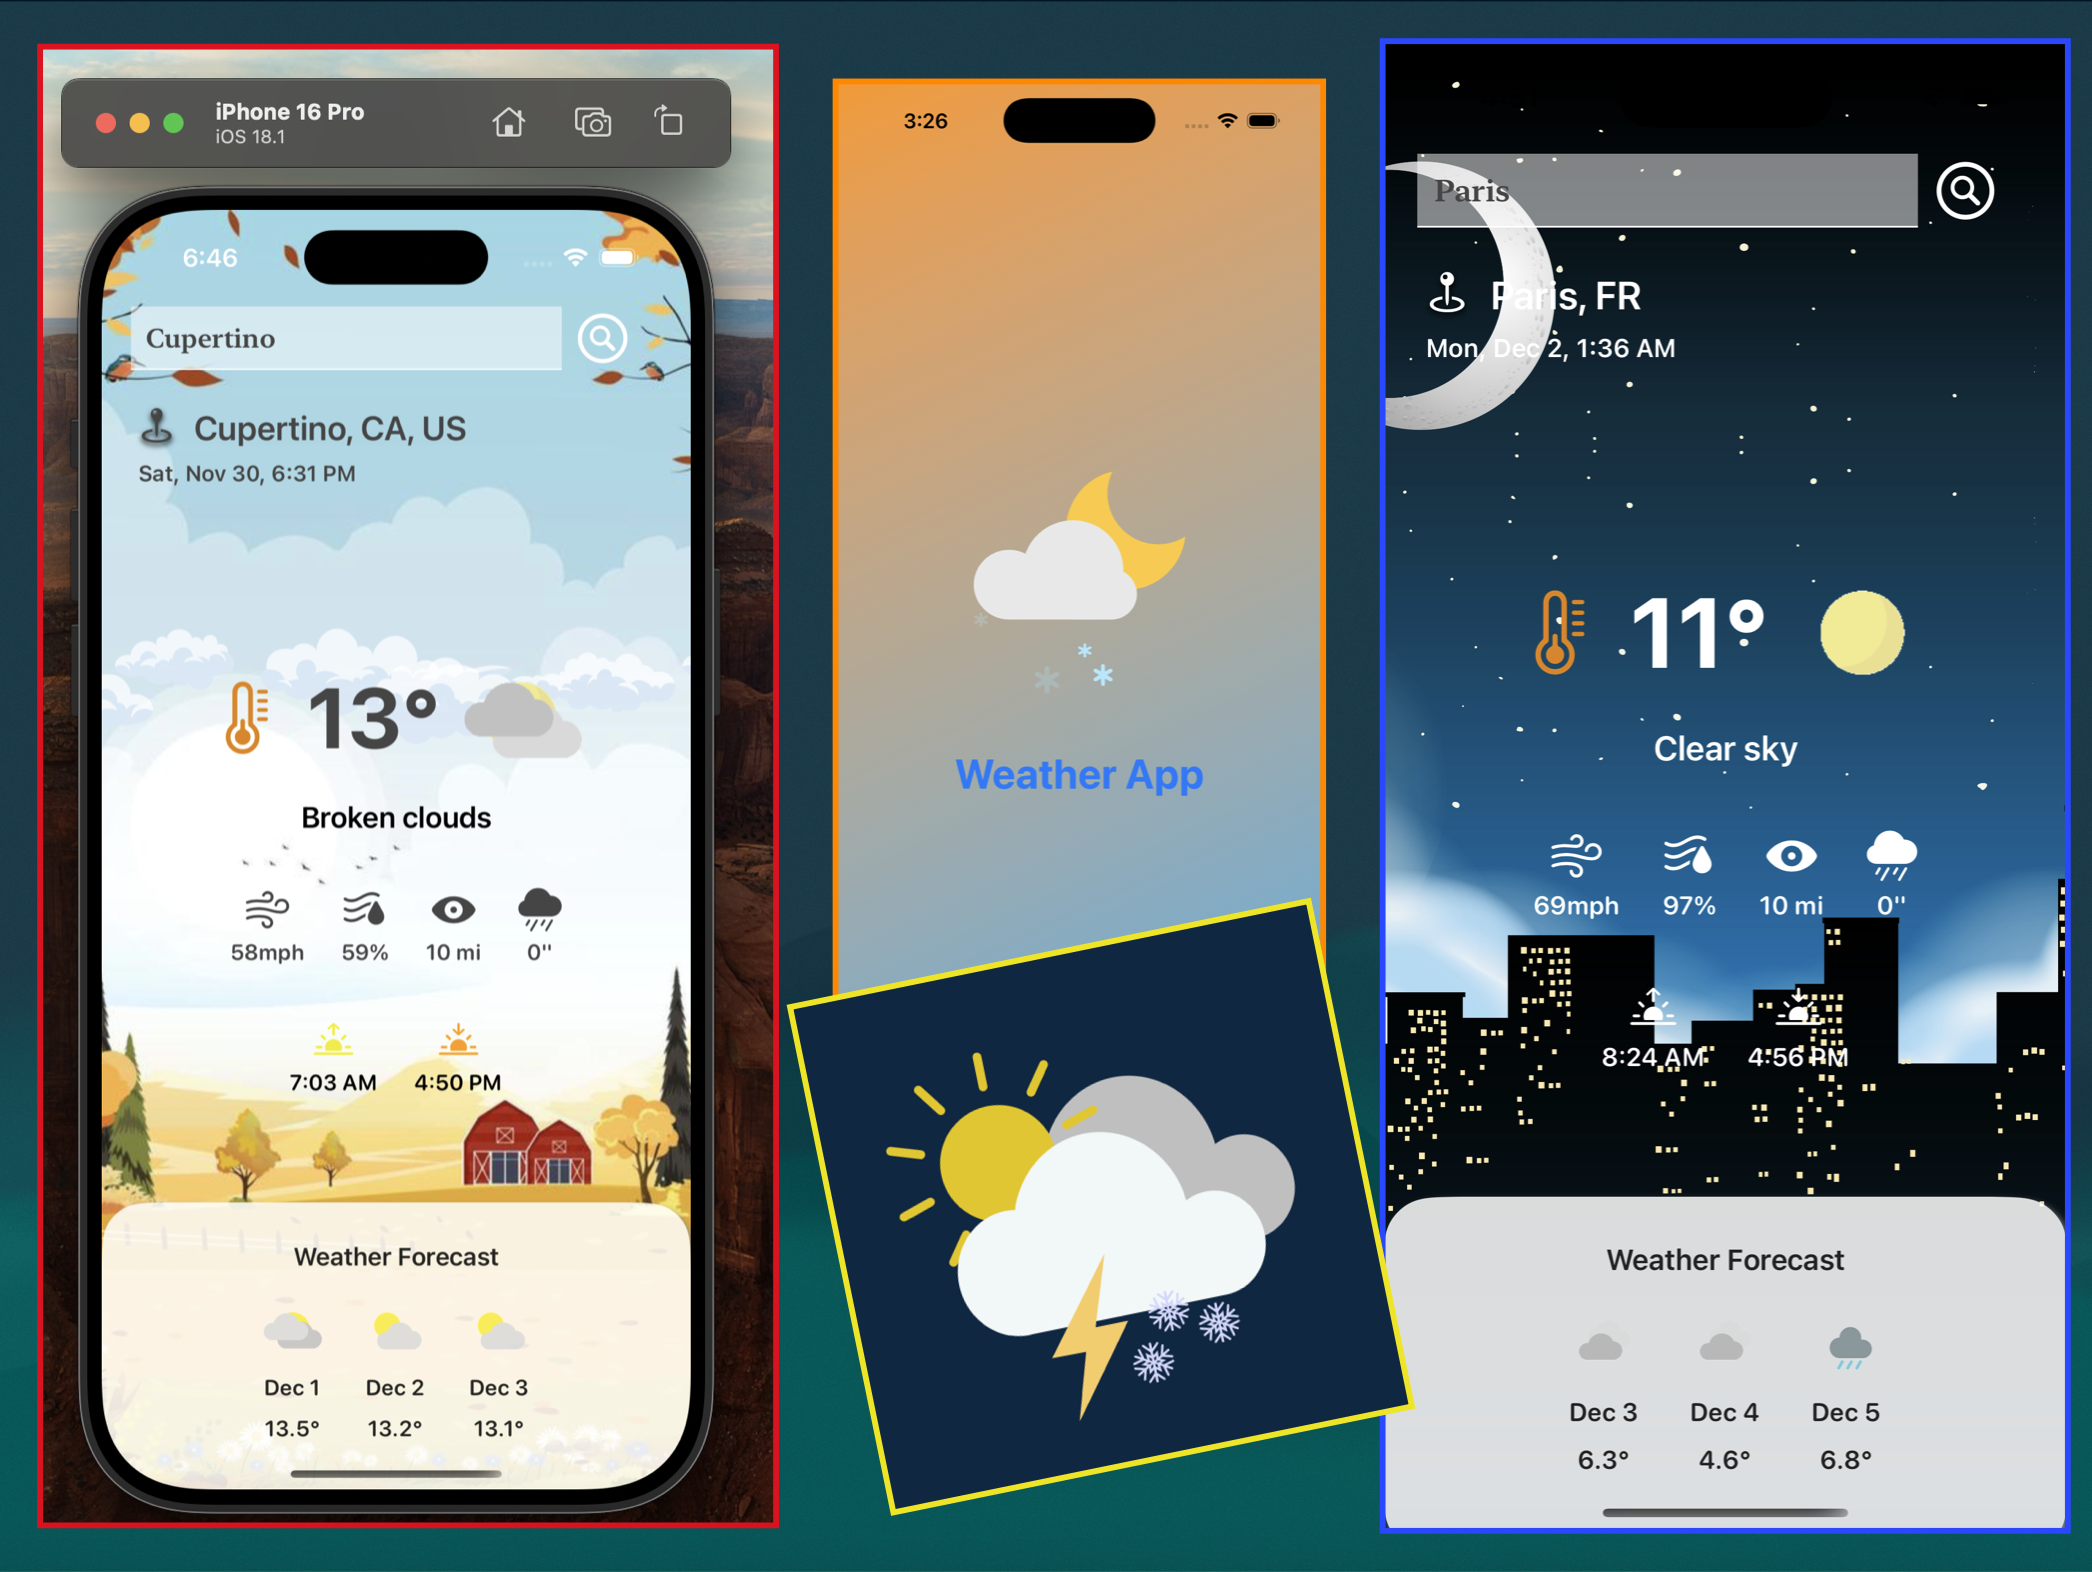 iPhone 16 Pro
iOS 18.1
6:46
Cupertino
Cupertino, CA, US
Sat, Nov 30, 6:31 PM
13°
Broken clouds
58mph 59% 10 mi 0''
7:03 AM 4:50 PM
Weather Forecast
Dec 1 Dec 2 Dec 3
13.5° 13.2° 13.1°
3:26
Weather App
Paris
Paris, FR
Mon, Dec 2, 1:36 AM
11°
Clear sky
69mph 97% 10 mi 0''
8:24 AM 4:56 PM
Weather Forecast
Dec 3 Dec 4 Dec 5
6.3° 4.6° 6.8°